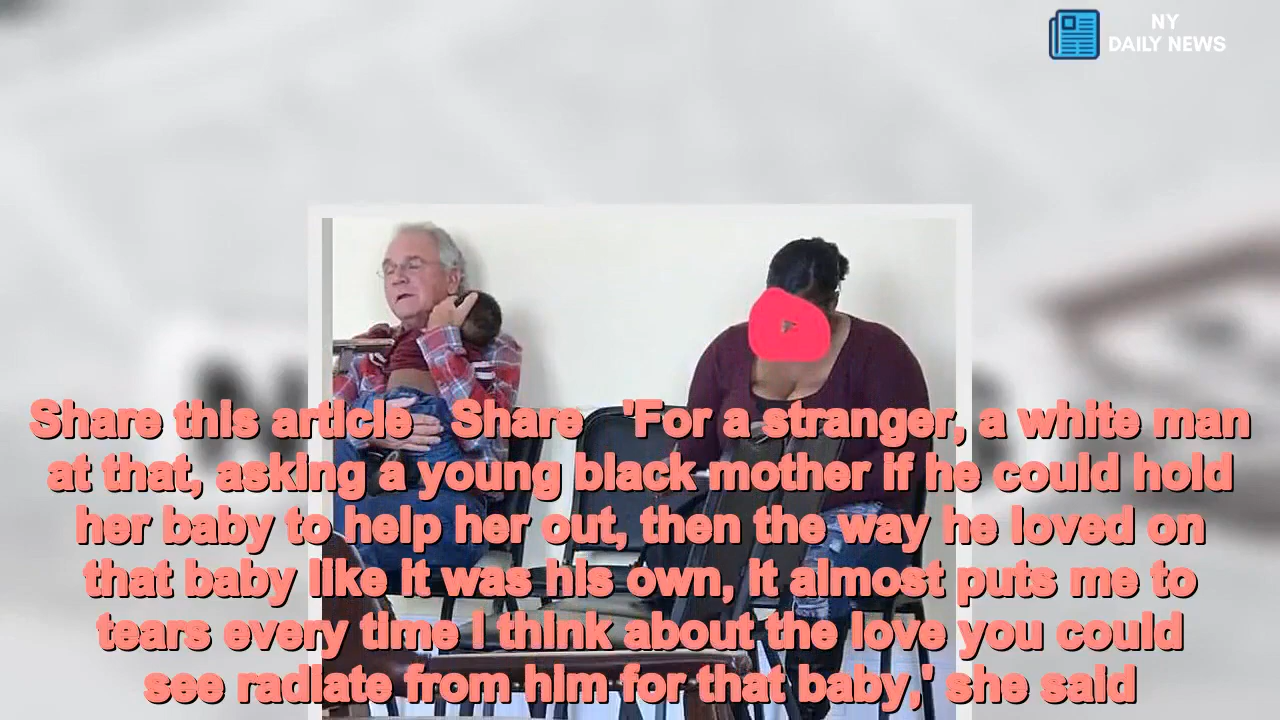 NY
DAILY NEWS
Share this article   Share   'For a stranger, a white man
at that, asking a young black mother if he could hold
her baby to help her out, then the way he loved on
that baby like it was his own, it almost puts me to
tears every time I think about the love you could
see radiate from him for that baby,' she said